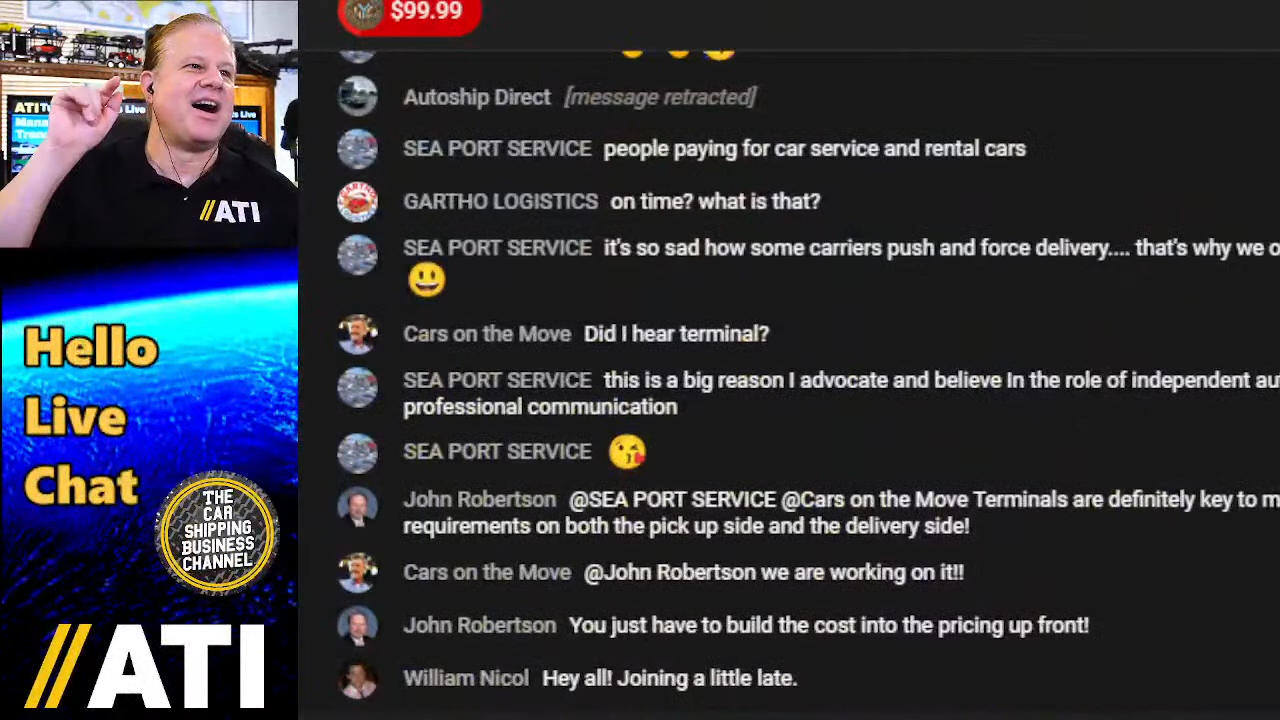 $99.99
Autoship Direct [message retracted]
SEA PORT SERVICE people paying for car service and rental cars
GARTHO LOGISTICS on time? what is that?
SEA PORT SERVICE it's so sad how some carriers push and force delivery.... that's why we o
😃
Cars on the Move Did I hear terminal?
SEA PORT SERVICE this is a big reason I advocate and believe In the role of independent au
professional communication
SEA PORT SERVICE 😘
John Robertson @SEA PORT SERVICE @Cars on the Move Terminals are definitely key to m
requirements on both the pick up side and the delivery side!
Cars on the Move @John Robertson we are working on it!!
John Robertson You just have to build the cost into the pricing up front!
William Nicol Hey all! Joining a little late.
//ATI
ATI
Live
Live
Hello
Live
Chat
THE
CAR
SHIPPING
BUSINESS
CHANNEL
//ATI